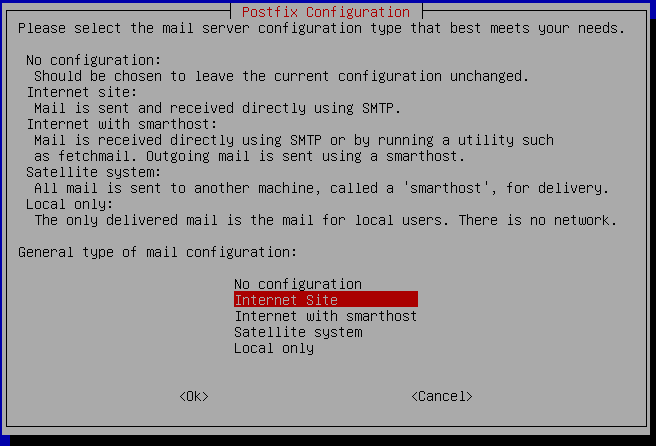 Postfix Configuration
Please select the mail server configuration type that best meets your needs.
No configuration:
Should be chosen to leave the current configuration unchanged.
Internet site:
Mail is sent and received directly using SMTP.
Internet with smarthost:
Mail is received directly using SMTP or by running a utility such
as fetchmail. Outgoing mail is sent using a smarthost.
Satellite system:
All mail is sent to another machine, called a 'smarthost', for delivery.
Local only:
The only delivered mail is the mail for local users. There is no network.
General type of mail configuration:
No configuration
Internet Site
Internet with smarthost
Satellite system
Local only
<Ok> <Cancel>